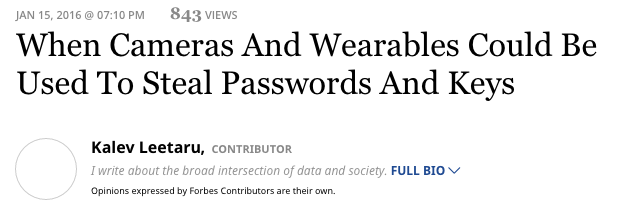 JAN 15, 2016 @ 07:10 PM 843 VIEWS
When Cameras And Wearables Could Be
Used To Steal Passwords And Keys
Kalev Leetaru, CONTRIBUTOR
I write about the broad intersection of data and society. FULL BIO
Opinions expressed by Forbes Contributors are their own.